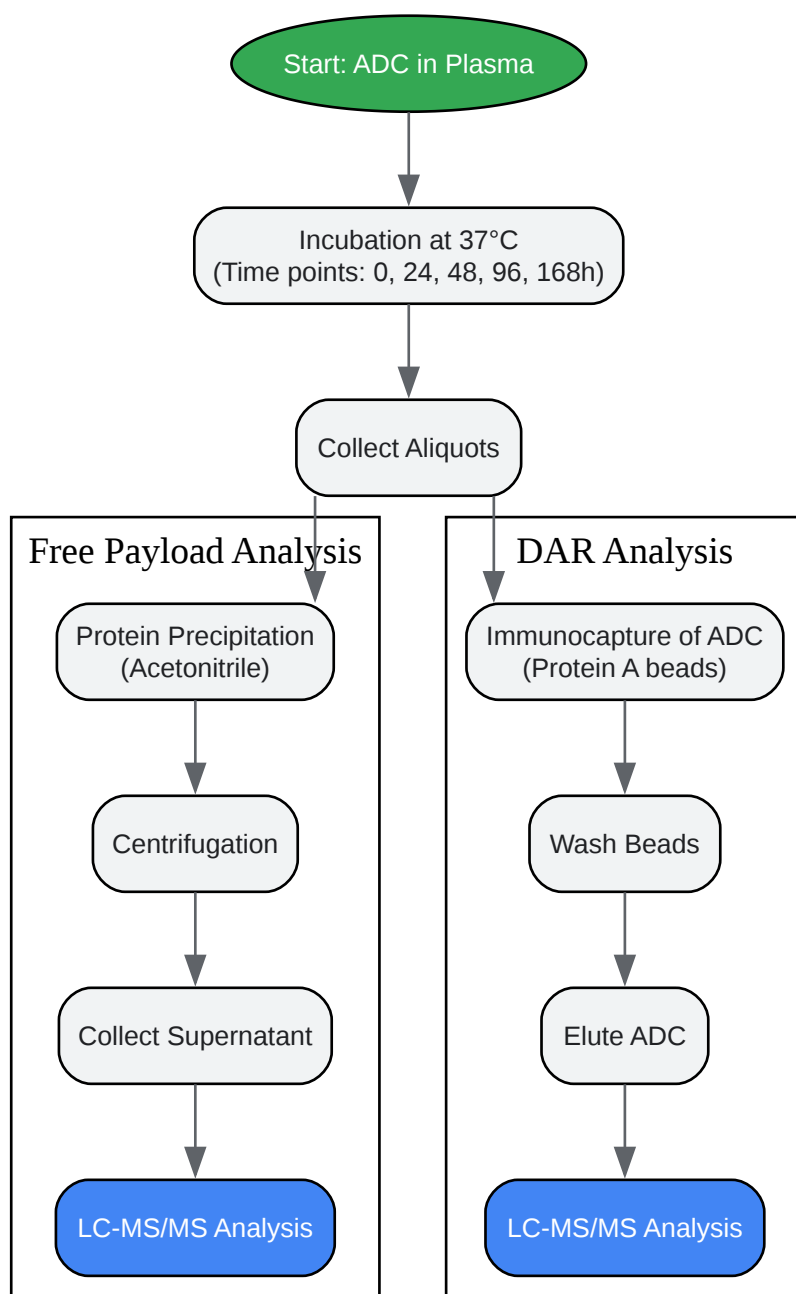 Start: ADC in Plasma
Incubation at 37°C
(Time points: 0, 24, 48, 96, 168h)
Collect Aliquots
Free Payload Analysis
Protein Precipitation
(Acetonitrile)
Centrifugation
Collect Supernatant
LC-MS/MS Analysis
DAR Analysis
Immunocapture of ADC
(Protein A beads)
Wash Beads
Elute ADC
LC-MS/MS Analysis